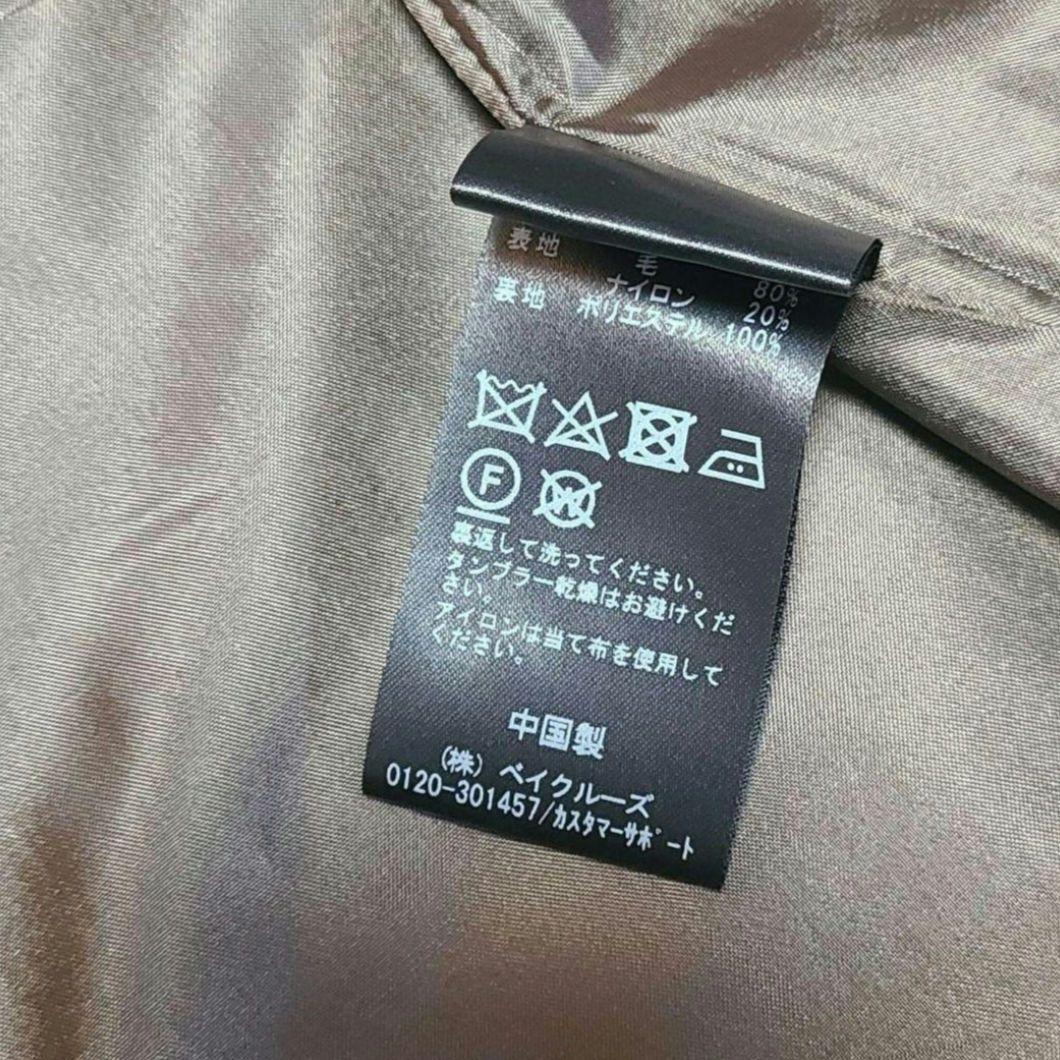 表地 毛 80%
ナイロン 20%
裏地 ポリエステル 100%
F W
裏返して洗ってください。
タンブラー乾燥はお避けくだ
さい。
アイロンは当て布を使用して
ください。
中国製
(株) ベイクルーズ
0120-301457/カスタマーサポート